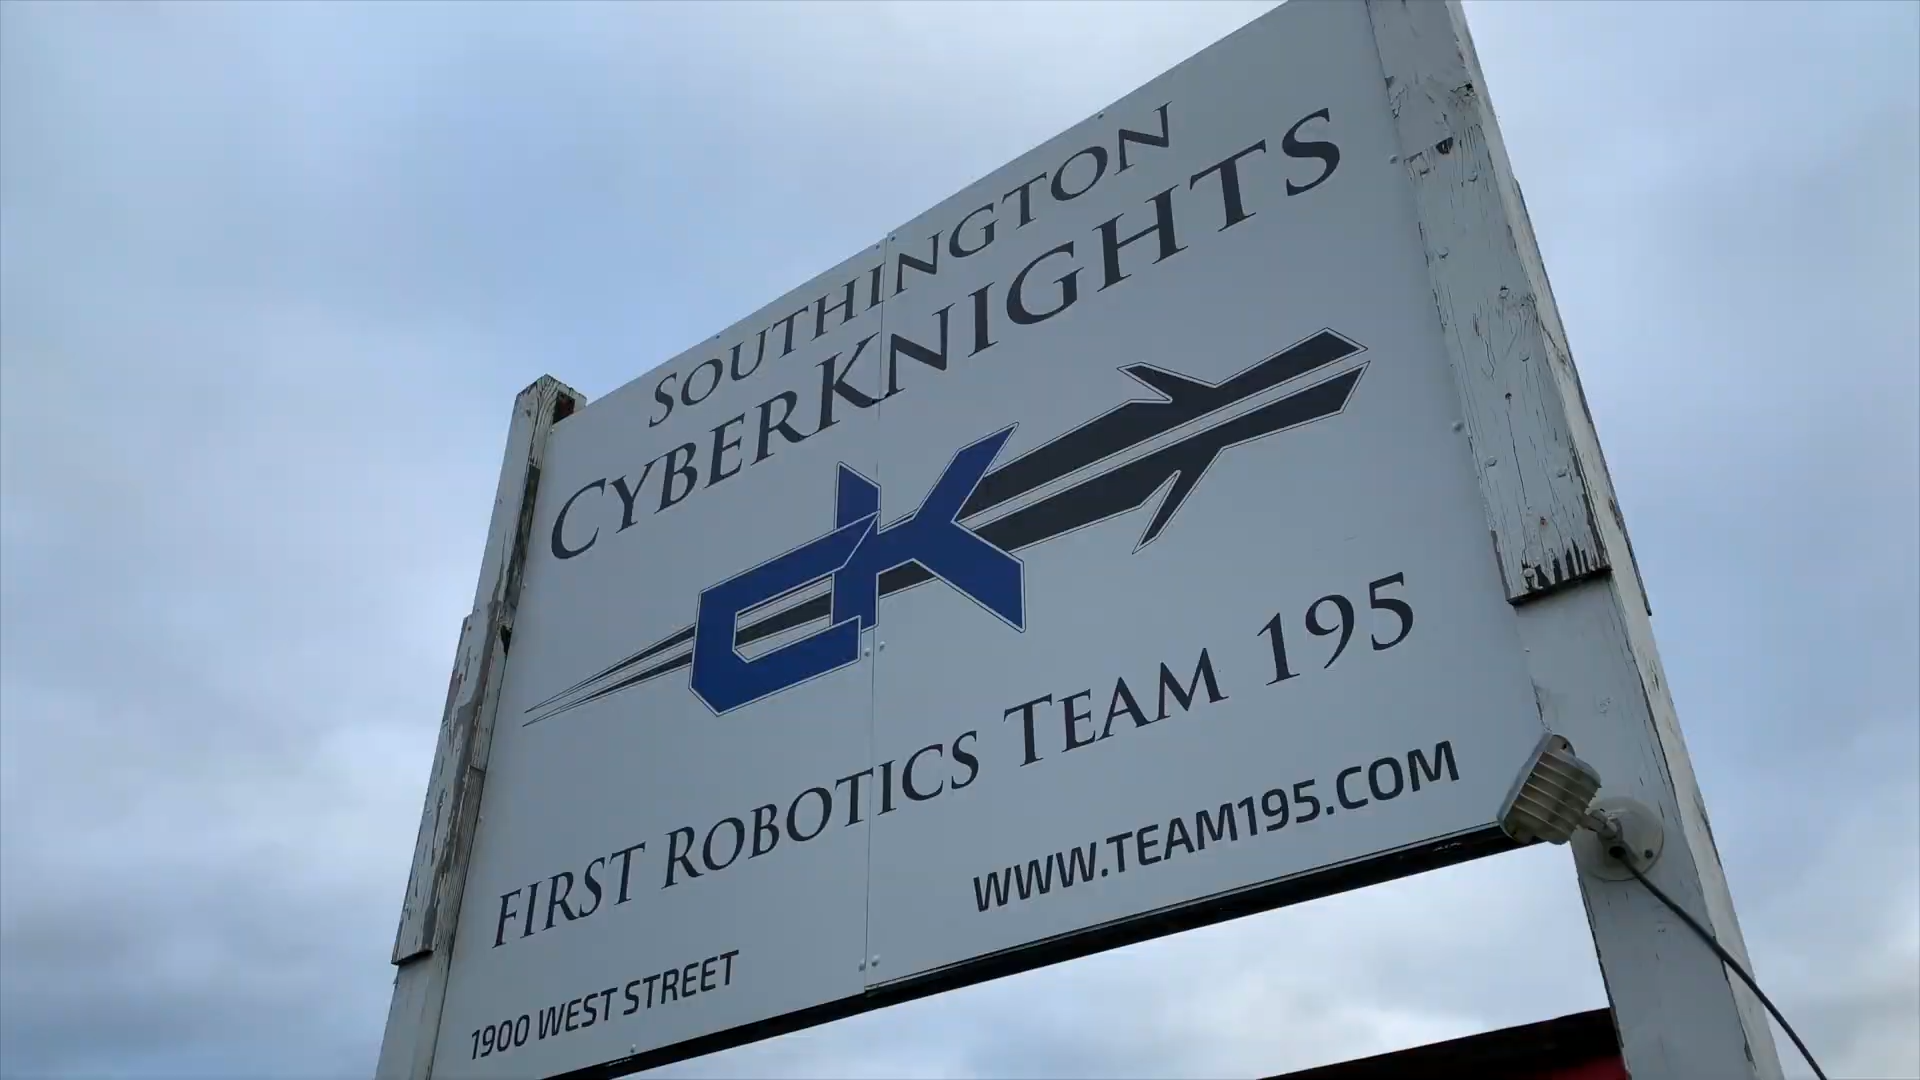 SOUTHINGTON
CYBERKNIGHTS
CK
FIRST ROBOTICS TEAM 195
WWW.TEAM195.COM
1900 WEST STREET